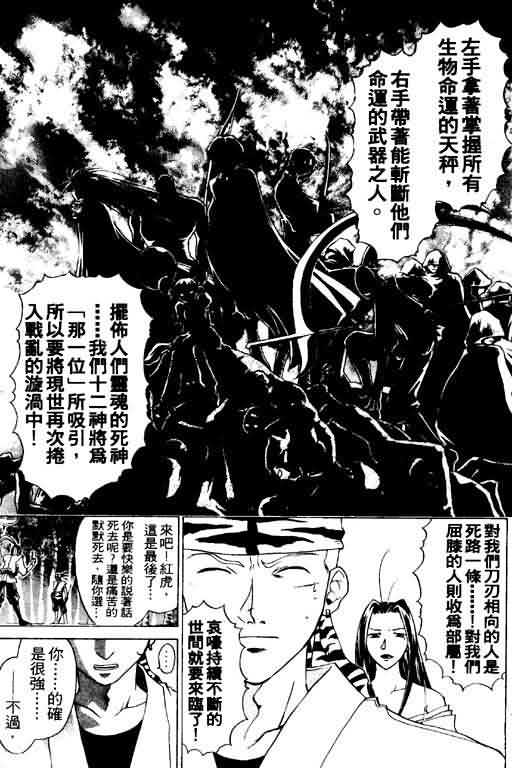 左手拿著掌握所有
生物命運的天秤，
右手帶著能斬斷他們
命運的武器之人。
擺佈人們靈魂的死神
⋯⋯我們十二神將為
「那一位」所吸引，
所以要將現世再次捲
入戰亂的漩渦中！
對我們刀刃相向的人是
死路一條⋯⋯！對我們
屈膝的人則收為部屬！
哀嚎持續不斷的
世間就要來臨了！
來吧！紅虎，
這是最後了⋯
你是要快樂的說著話
死去呢？還是痛苦的
默默死去，隨你選⋯
⋯
⋯
你⋯⋯的確
是很強⋯⋯
不過，